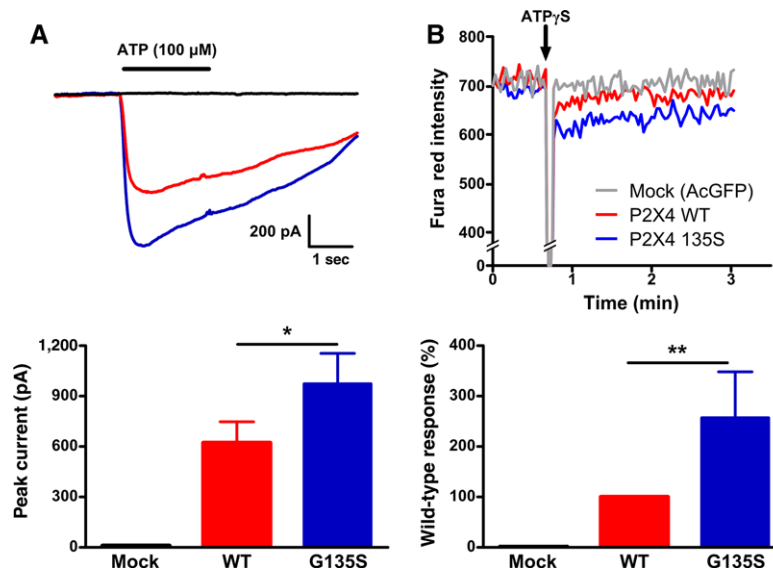 A
ATP (100 µM)
200 pA
1 sec
B
ATPγS
Fura red intensity
800
700
600
500
400
0
0
1
2
3
Time (min)
Mock (AcGFP)
P2X4 WT
P2X4 135S
Peak current (pA)
1,200
900
600
300
0
*
Mock
WT
G135S
Wild-type response (%)
400
300
200
100
0
**
Mock
WT
G135S